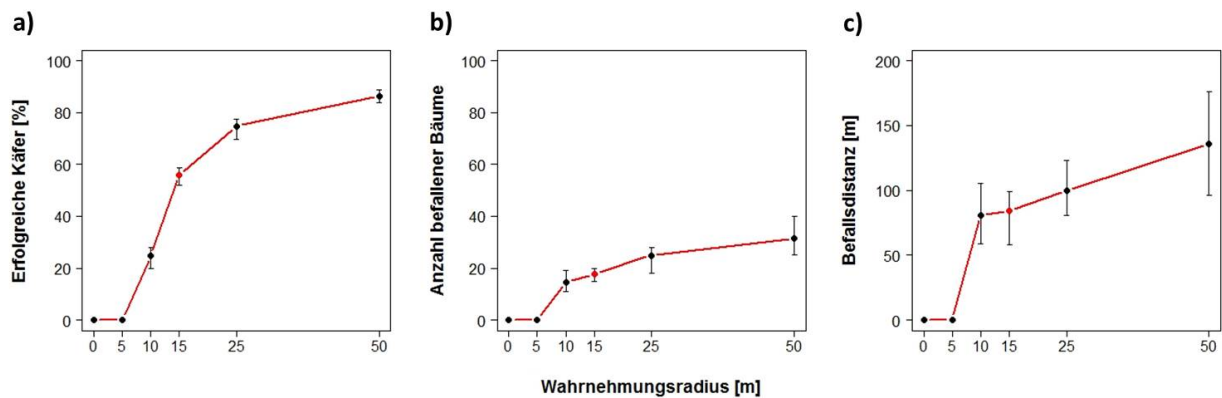 a)
Erfolgreiche Käfer [%]
100
80
60
40
20
0
0 5 10 15 25 50
b)
Anzahl befallener Bäume
100
80
60
40
20
0
0 5 10 15 25 50
c)
Befallsdistanz [m]
200
150
100
50
0
0 5 10 15 25 50
Wahrnehmungsradius [m]